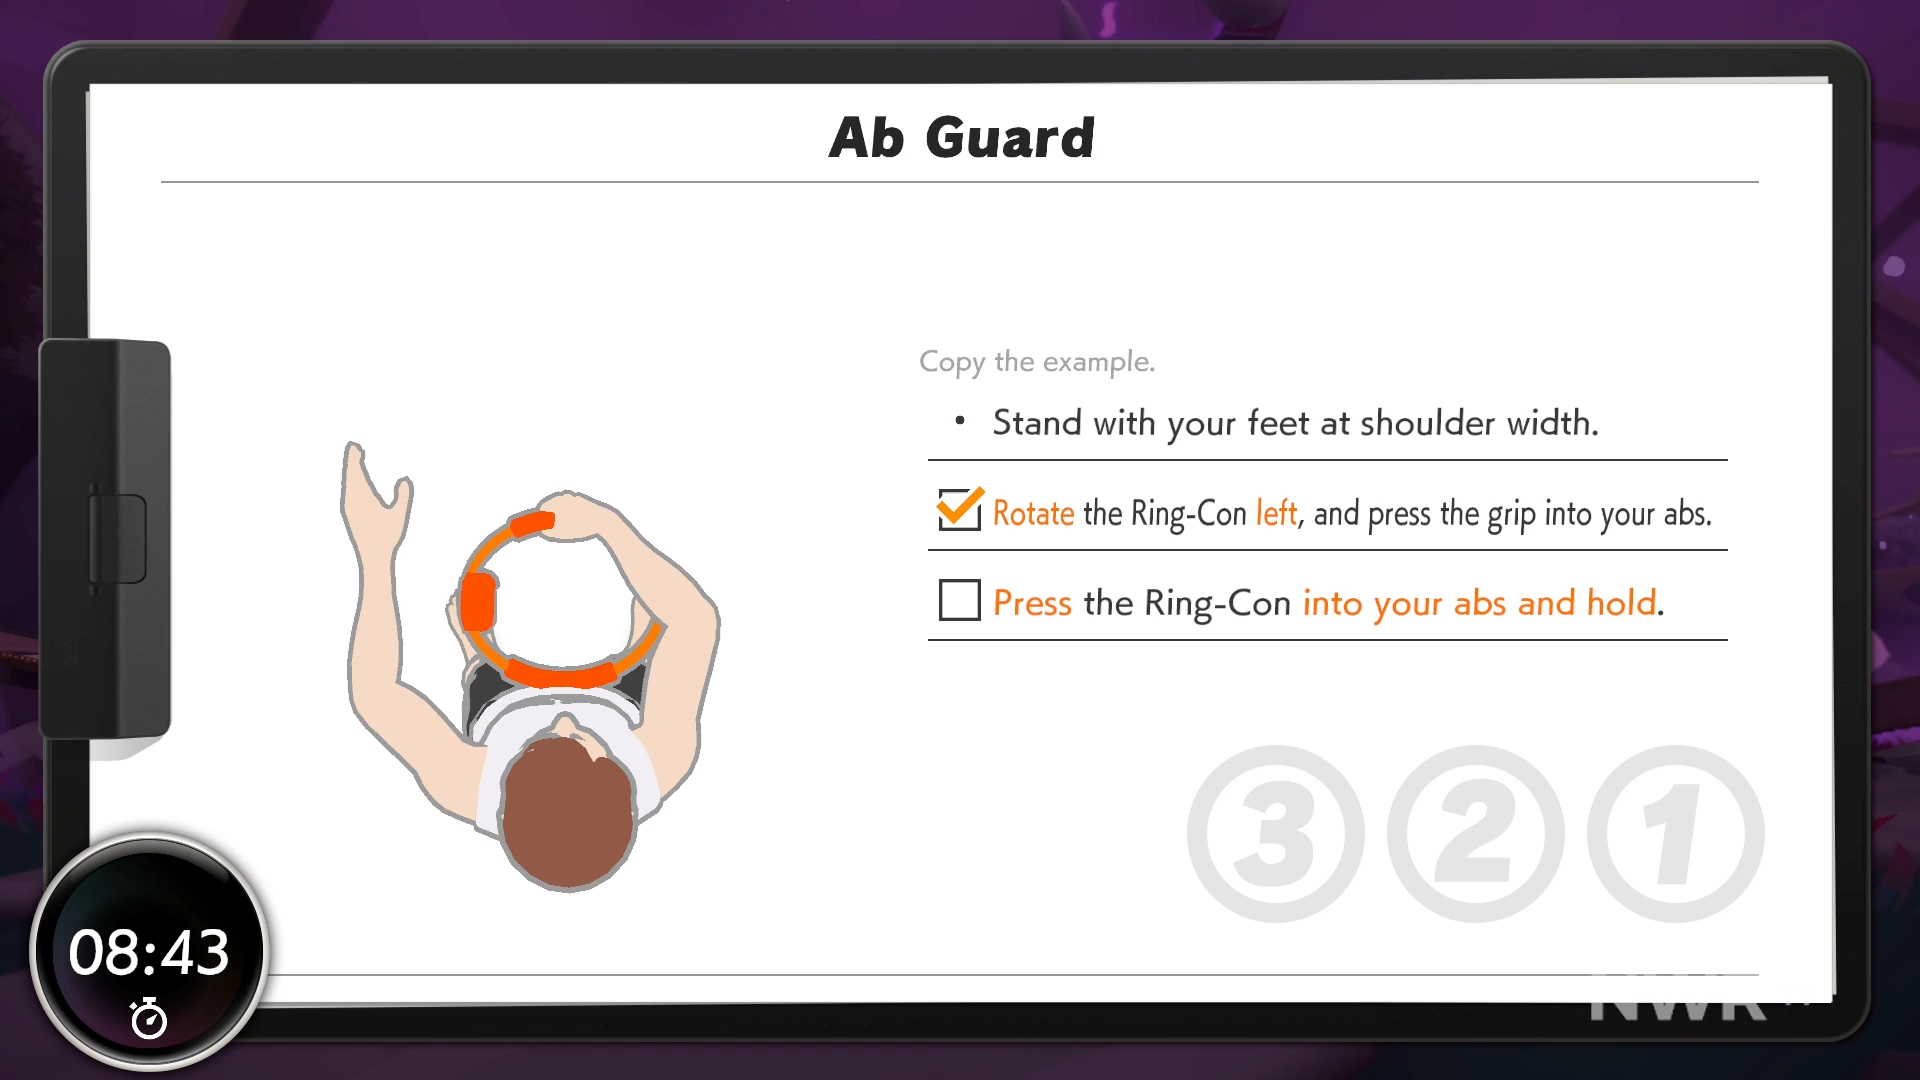 Ab Guard
Copy the example.
• Stand with your feet at shoulder width.
Rotate the Ring-Con left, and press the grip into your abs.
Press the Ring-Con into your abs and hold.
3 2 1
08:43
NWR